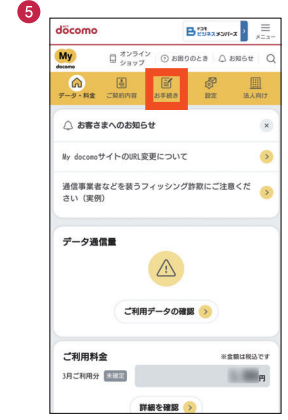 5
döcomo
ドコモ
ビジネスメンバーズ
メニュー
My
docomo
オンライン
ショップ
お困りのとき
お知らせ
データ・料金
ご契約内容
お手続き
設定
法人向け
お客さまへのお知らせ
My docomoサイトのURL変更について
通信事業者などを装うフィッシング詐欺にご注意くだ
さい（実例）
データ通信量
ご利用データの確認
ご利用料金
※金額は税込です
3月ご利用分 未確定
円
詳細を確認